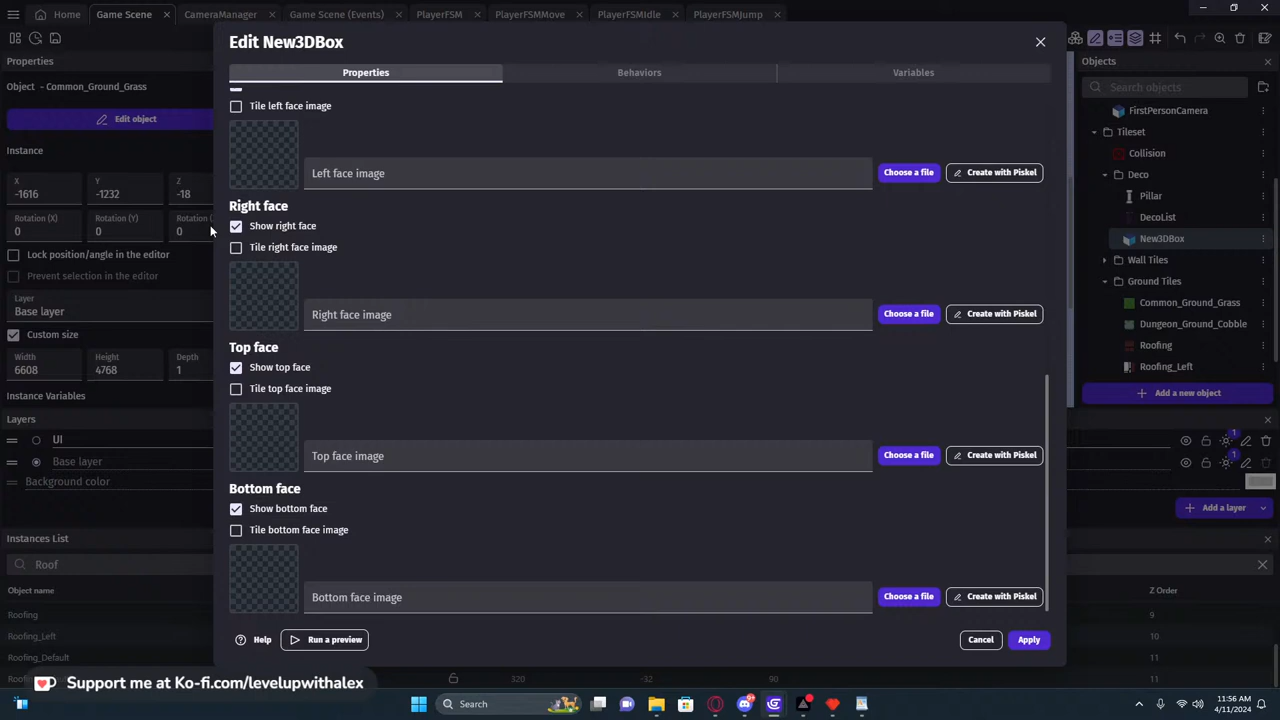 Home
Game Scene
CameraManager
Game Scene (Events)
PlayerFSM
PlayerFSMMove
PlayerFSMIdle
PlayerFSMJump
Properties
Object - Common_Ground_Grass
Edit object
Instance
X
-1616
Y
-1232
Z
-18
Rotation (X)
0
Rotation (Y)
0
Rotation (
0
Lock position/angle in the editor
Prevent selection in the editor
Layer
Base layer
Custom size
Width
6608
Height
4768
Depth
1
Instance Variables
Layers
UI
Base layer
Background color
Instances List
Roof
Object name
Roofing
Roofing_Left
Roofing_Default
Edit New3DBox
Properties
Behaviors
Variables
Tile left face image
Left face image
Choose a file
Create with Piskel
Right face
Show right face
Tile right face image
Right face image
Choose a file
Create with Piskel
Top face
Show top face
Tile top face image
Top face image
Choose a file
Create with Piskel
Bottom face
Show bottom face
Tile bottom face image
Bottom face image
Choose a file
Create with Piskel
Help
Run a preview
Cancel
Apply
Objects
Search objects
FirstPersonCamera
Tileset
Collision
Deco
Pillar
DecoList
New3DBox
Wall Tiles
Ground Tiles
Common_Ground_Grass
Dungeon_Ground_Cobble
Roofing
Roofing_Left
Add a new object
1
1
Add a layer
Z Order
9
10
11
11
320
-32
90
Support me at Ko-fi.com/levelupwithalex
Search
11:56 AM
4/11/2024